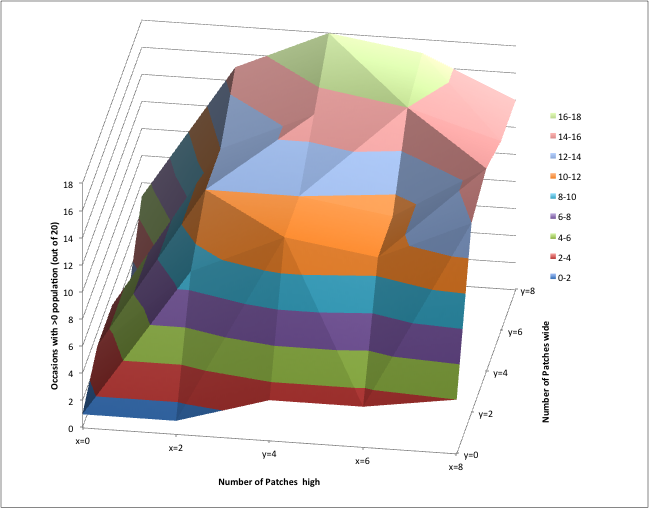 18
16
14
12
10
8
6
4
2
0
Occasions with >0 population (out of 20)
x=0
x=2
y=4
x=6
x=8
Number of Patches high
y=0
y=2
y=4
y=6
y=8
Number of Patches wide
16-18
14-16
12-14
10-12
8-10
6-8
4-6
2-4
0-2